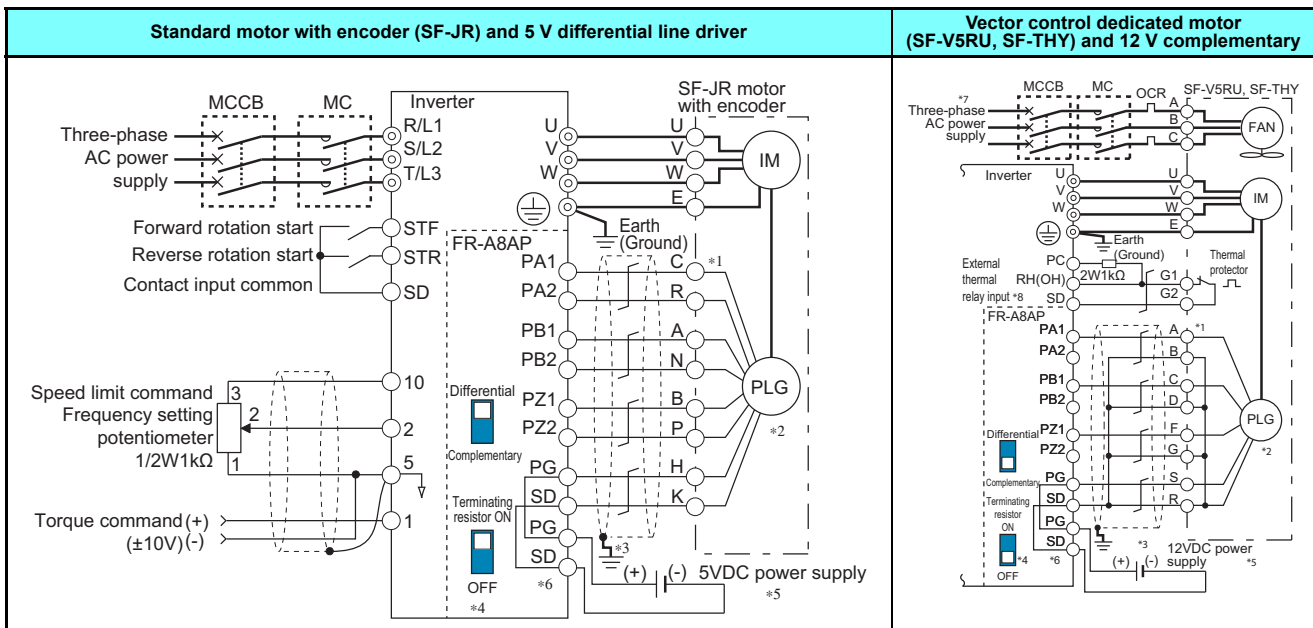 Standard motor with encoder (SF-JR) and 5 V differential line driver
MCCB
MC
Inverter
SF-JR motor
with encoder
Three-phase
AC power
supply
R/L1
S/L2
T/L3
U
V
W
U
V
W
E
IM
Earth
(Ground)
Forward rotation start
Reverse rotation start
Contact input common
STF
STR
SD
FR-A8AP
PA1
PA2
PB1
PB2
PZ1
PZ2
PG
SD
PG
SD
C
R
A
N
B
P
H
K
*1
PLG
*2
Differential
Complementary
Terminating
resistor ON
OFF
*4
*6
*3
(+)
(-)
5VDC power supply
*5
Speed limit command
Frequency setting
potentiometer
1/2W1kΩ
3
2
1
10
2
5
1
Torque command (+)
(±10V) (-)
Vector control dedicated motor
(SF-V5RU, SF-THY) and 12 V complementary
MCCB
MC
OCR
SF-V5RU, SF-THY
*7
Three-phase
AC power
supply
A
B
C
FAN
Inverter
U
V
W
U
V
W
E
IM
Earth
(Ground)
External
thermal
relay input *8
PC
RH(OH)
SD
2W1kΩ
G1
G2
Thermal
protector
FR-A8AP
PA1
PA2
PB1
PB2
PZ1
PZ2
PG
SD
PG
SD
A
B
C
D
F
G
S
R
*1
PLG
*2
Differential
Complementary
Terminating
resistor
ON
OFF
*4
*6
*3
(+)
(-)
12VDC power
supply
*5